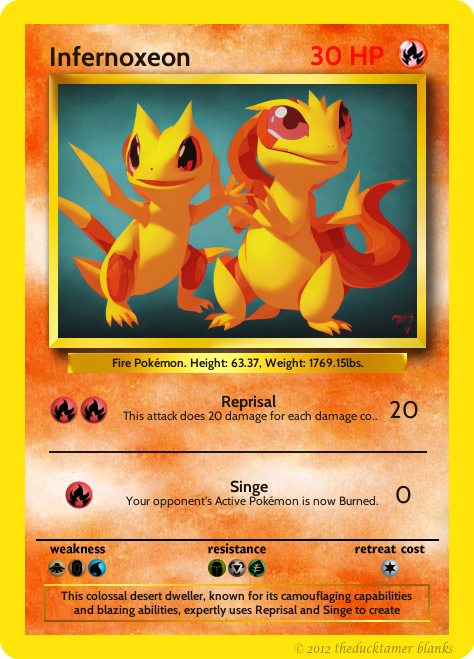 Infernoxeon
30 HP
Fire Pokémon. Height: 63.37, Weight: 1769.15lbs.
Reprisal
This attack does 20 damage for each damage co..
20
Singe
Your opponent's Active Pokémon is now Burned.
0
weakness
resistance
retreat cost
This colossal desert dweller, known for its camouflaging capabilities
and blazing abilities, expertly uses Reprisal and Singe to create
© 2012 theducktamer blanks